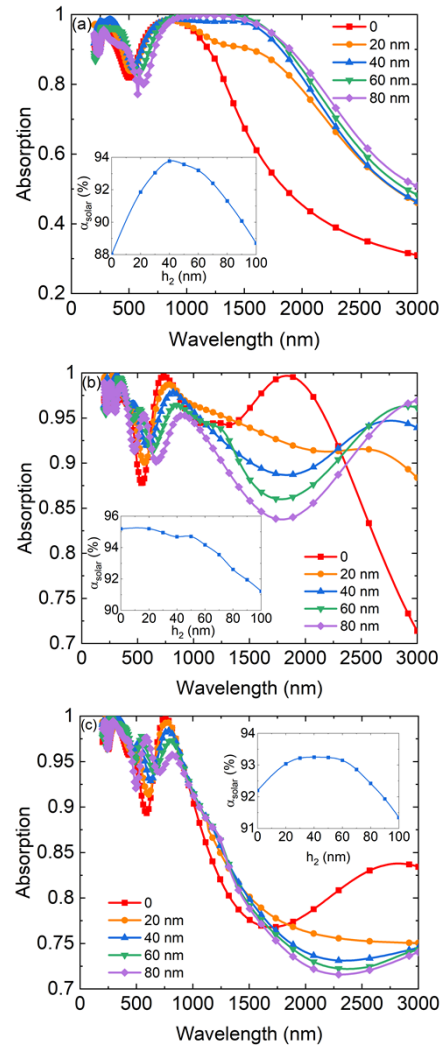 (a)
0
20 nm
40 nm
60 nm
80 nm
Absorption
1
0.8
0.6
0.4
0.2
α solar (%)
94
92
90
88
0 20 40 60 80 100
h2 (nm)
0 500 1000 1500 2000 2500 3000
Wavelength (nm)
(b)
Absorption
1
0.95
0.9
0.85
0.8
0.75
0.7
α solar (%)
96
94
92
90
0 20 40 60 80 100
h2 (nm)
0
20 nm
40 nm
60 nm
80 nm
0 500 1000 1500 2000 2500 3000
Wavelength (nm)
(c)
Absorption
1
0.95
0.9
0.85
0.8
0.75
0.7
α solar (%)
94
93
92
91
0 20 40 60 80 100
h2 (nm)
0
20 nm
40 nm
60 nm
80 nm
0 500 1000 1500 2000 2500 3000
Wavelength (nm)